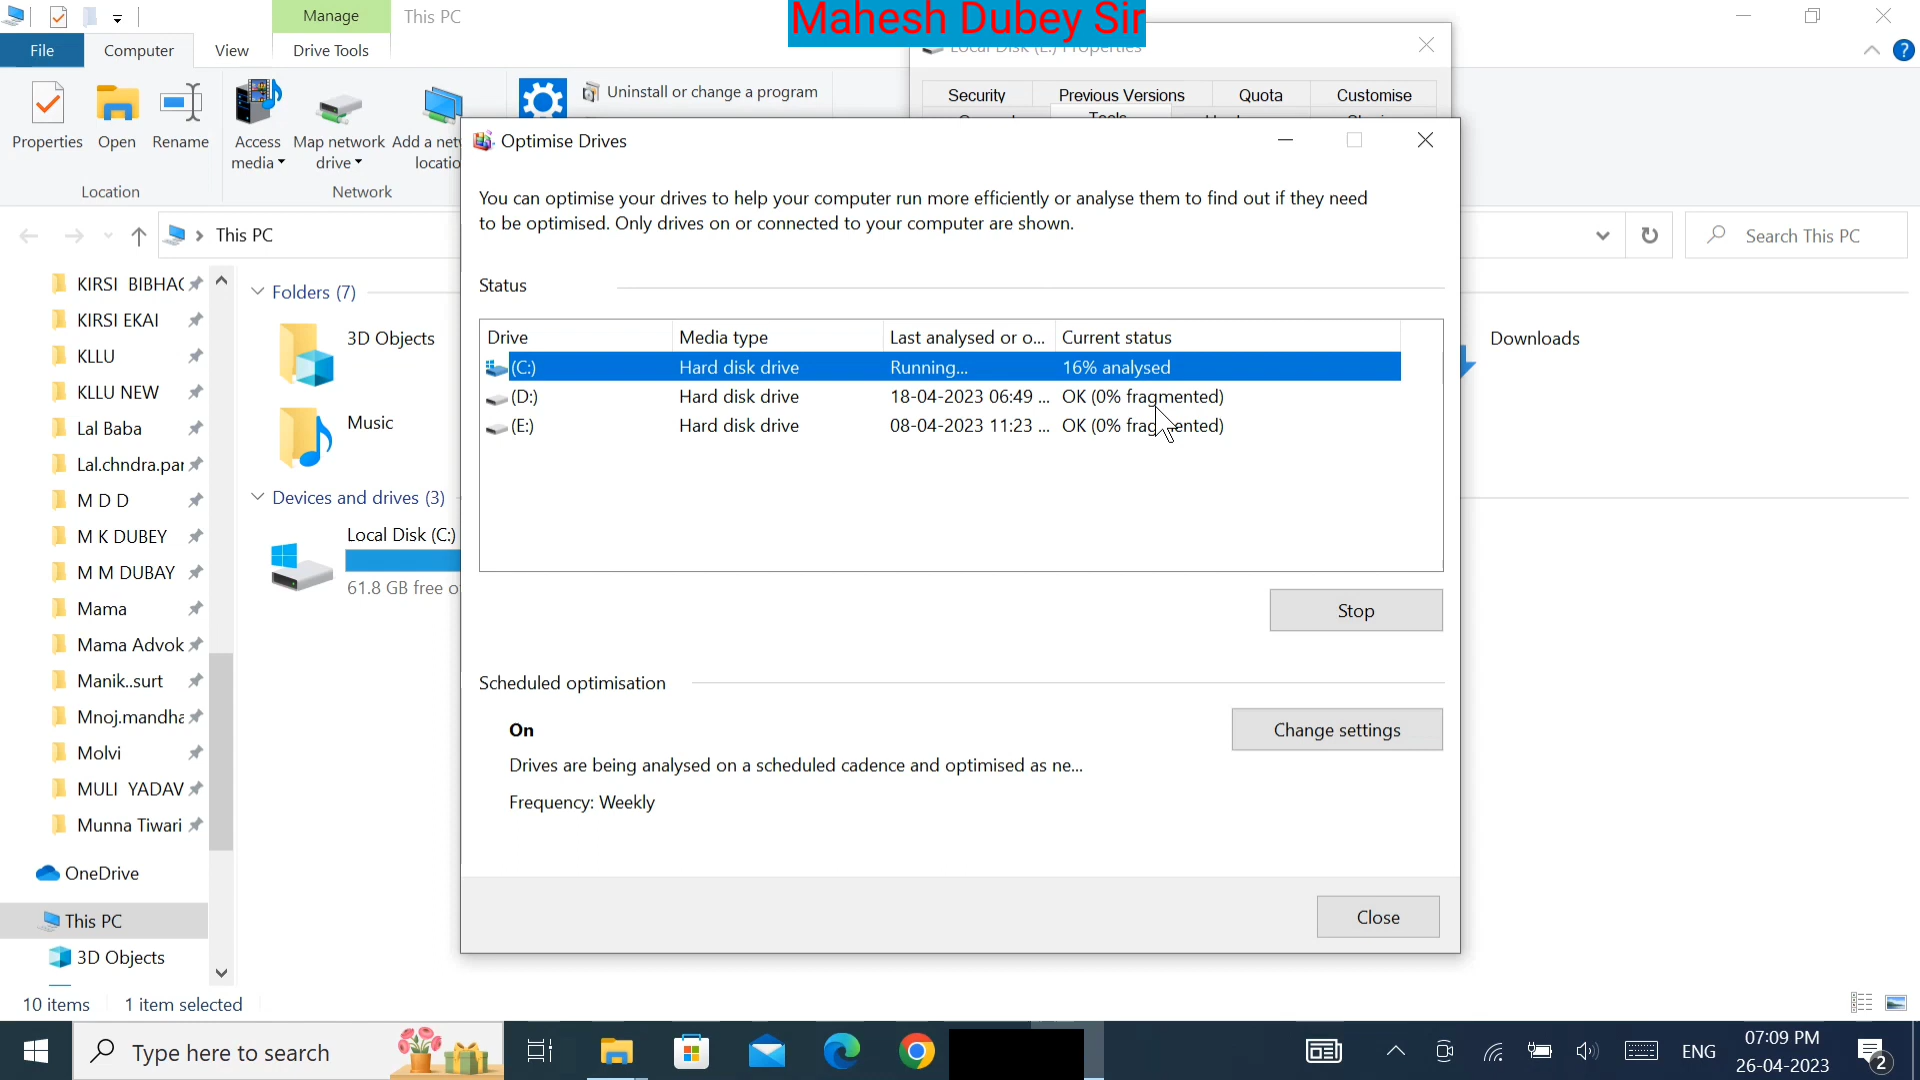 Manage
This PC
Mahesh Dubey Sir
File
Computer
View
Drive Tools
Local Disk (E:) Properties
Properties
Open
Rename
Access media
Map network drive
Location
Network
Uninstall or change a program
Security
Previous Versions
Quota
Customise
Tools
Optimise Drives
You can optimise your drives to help your computer run more efficiently or analyse them to find out if they need
to be optimised. Only drives on or connected to your computer are shown.
This PC
Search This PC
Status
Drive Media type Last analysed or o... Current status
(C:) Hard disk drive Running... 16% analysed
(D:) Hard disk drive 18-04-2023 06:49 ... OK (0% fragmented)
(E:) Hard disk drive 08-04-2023 11:23 ... OK (0% fragmented)
Stop
Scheduled optimisation
On
Change settings
Drives are being analysed on a scheduled cadence and optimised as ne...
Frequency: Weekly
Close
KIRSI EKAI
KLLU
KLLU NEW
Lal Baba
Lal.chndra.par
M D D
M K DUBEY
M M DUBAY
Mama
Mama Advok
Manik..surt
Mnoj.mandha
Molvi
MULI YADAV
Munna Tiwari
OneDrive
This PC
3D Objects
Folders (7)
3D Objects
Music
Downloads
Devices and drives (3)
Local Disk (C:)
61.8 GB free o
10 items 1 item selected
Type here to search
ENG
07:09 PM
26-04-2023
2